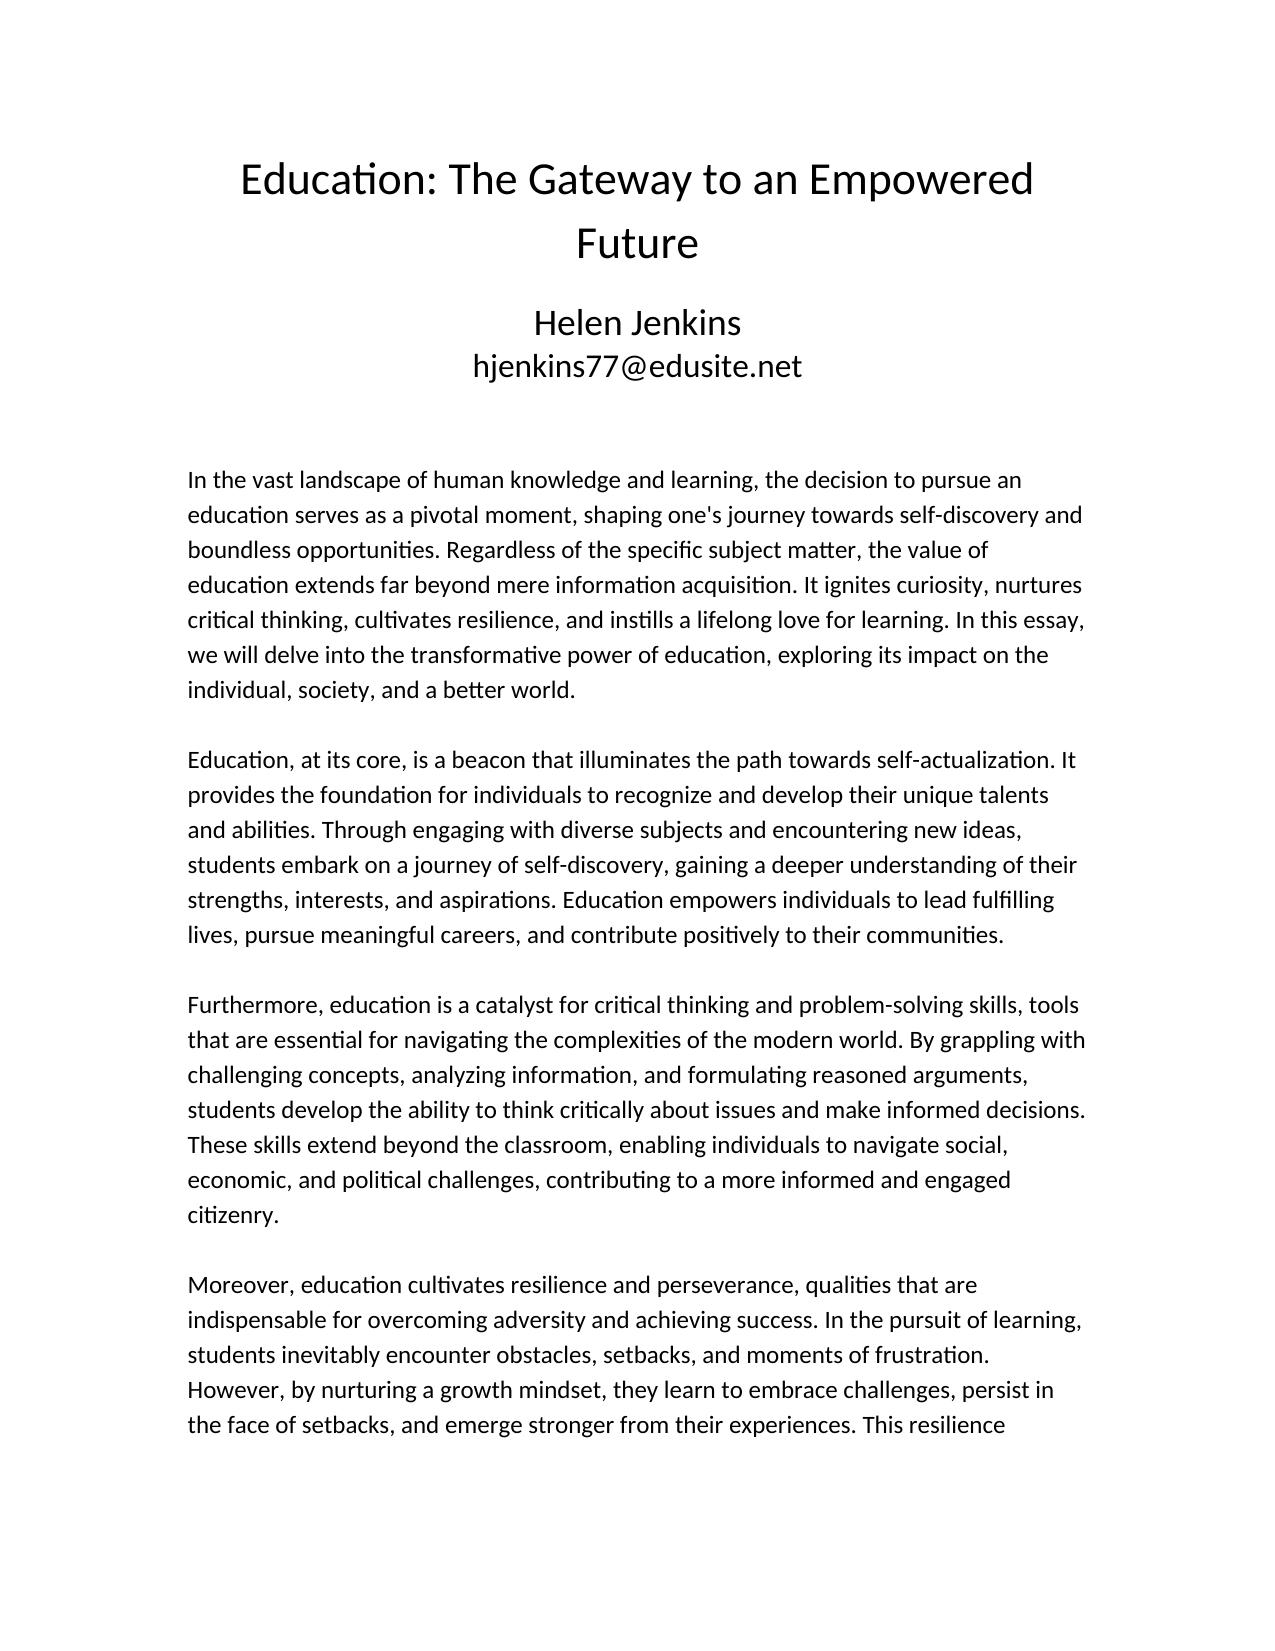 Education: The Gateway to an Empowered
Future
Helen Jenkins
hjenkins77@edusite.net
In the vast landscape of human knowledge and learning, the decision to pursue an
education serves as a pivotal moment, shaping one's journey towards self-discovery and
boundless opportunities. Regardless of the specific subject matter, the value of
education extends far beyond mere information acquisition. It ignites curiosity, nurtures
critical thinking, cultivates resilience, and instills a lifelong love for learning. In this essay,
we will delve into the transformative power of education, exploring its impact on the
individual, society, and a better world.
Education, at its core, is a beacon that illuminates the path towards self-actualization. It
provides the foundation for individuals to recognize and develop their unique talents
and abilities. Through engaging with diverse subjects and encountering new ideas,
students embark on a journey of self-discovery, gaining a deeper understanding of their
strengths, interests, and aspirations. Education empowers individuals to lead fulfilling
lives, pursue meaningful careers, and contribute positively to their communities.
Furthermore, education is a catalyst for critical thinking and problem-solving skills, tools
that are essential for navigating the complexities of the modern world. By grappling with
challenging concepts, analyzing information, and formulating reasoned arguments,
students develop the ability to think critically about issues and make informed decisions.
These skills extend beyond the classroom, enabling individuals to navigate social,
economic, and political challenges, contributing to a more informed and engaged
citizenry.
Moreover, education cultivates resilience and perseverance, qualities that are
indispensable for overcoming adversity and achieving success. In the pursuit of learning,
students inevitably encounter obstacles, setbacks, and moments of frustration.
However, by nurturing a growth mindset, they learn to embrace challenges, persist in
the face of setbacks, and emerge stronger from their experiences. This resilience